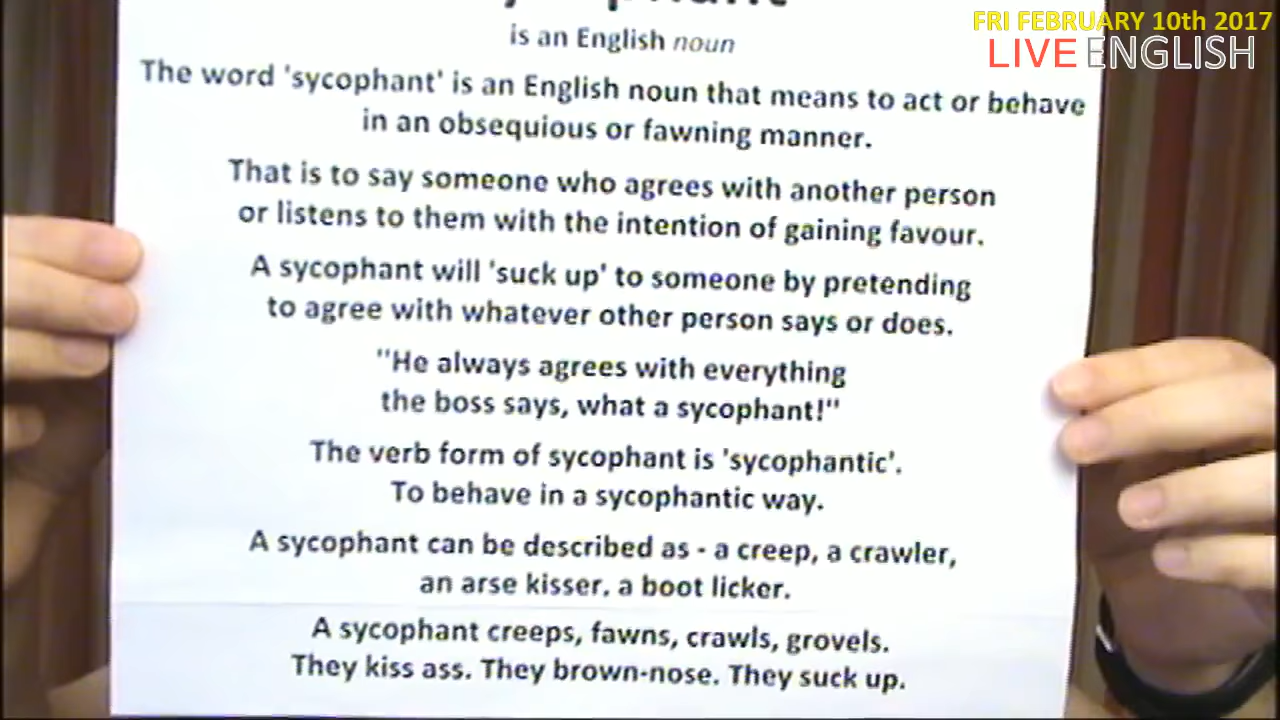 FRI FEBRUARY 10th 2017
LIVE ENGLISH
is an English noun
The word 'sycophant' is an English noun that means to act or behave
in an obsequious or fawning manner.
That is to say someone who agrees with another person
or listens to them with the intention of gaining favour.
A sycophant will 'suck up' to someone by pretending
to agree with whatever other person says or does.
"He always agrees with everything
the boss says, what a sycophant!"
The verb form of sycophant is 'sycophantic'.
To behave in a sycophantic way.
A sycophant can be described as - a creep, a crawler,
an arse kisser, a boot licker.
A sycophant creeps, fawns, crawls, grovels.
They kiss ass. They brown-nose. They suck up.